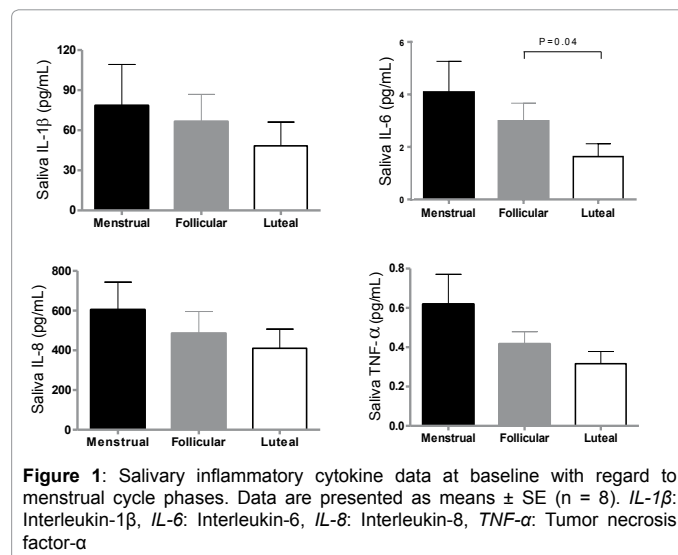 120
90
60
30
0
Saliva IL-1β (pg/mL)
Menstrual Follicular Luteal
P=0.04
6
4
2
0
Saliva IL-6 (pg/mL)
Menstrual Follicular Luteal
800
600
400
200
0
Saliva IL-8 (pg/mL)
Menstrual Follicular Luteal
0.8
0.6
0.4
0.2
0.0
Saliva TNF-α (pg/mL)
Menstrual Follicular Luteal
Figure 1: Salivary inflammatory cytokine data at baseline with regard to
menstrual cycle phases. Data are presented as means ± SE (n = 8). IL-1β:
Interleukin-1β, IL-6: Interleukin-6, IL-8: Interleukin-8, TNF-α: Tumor necrosis
factor-α